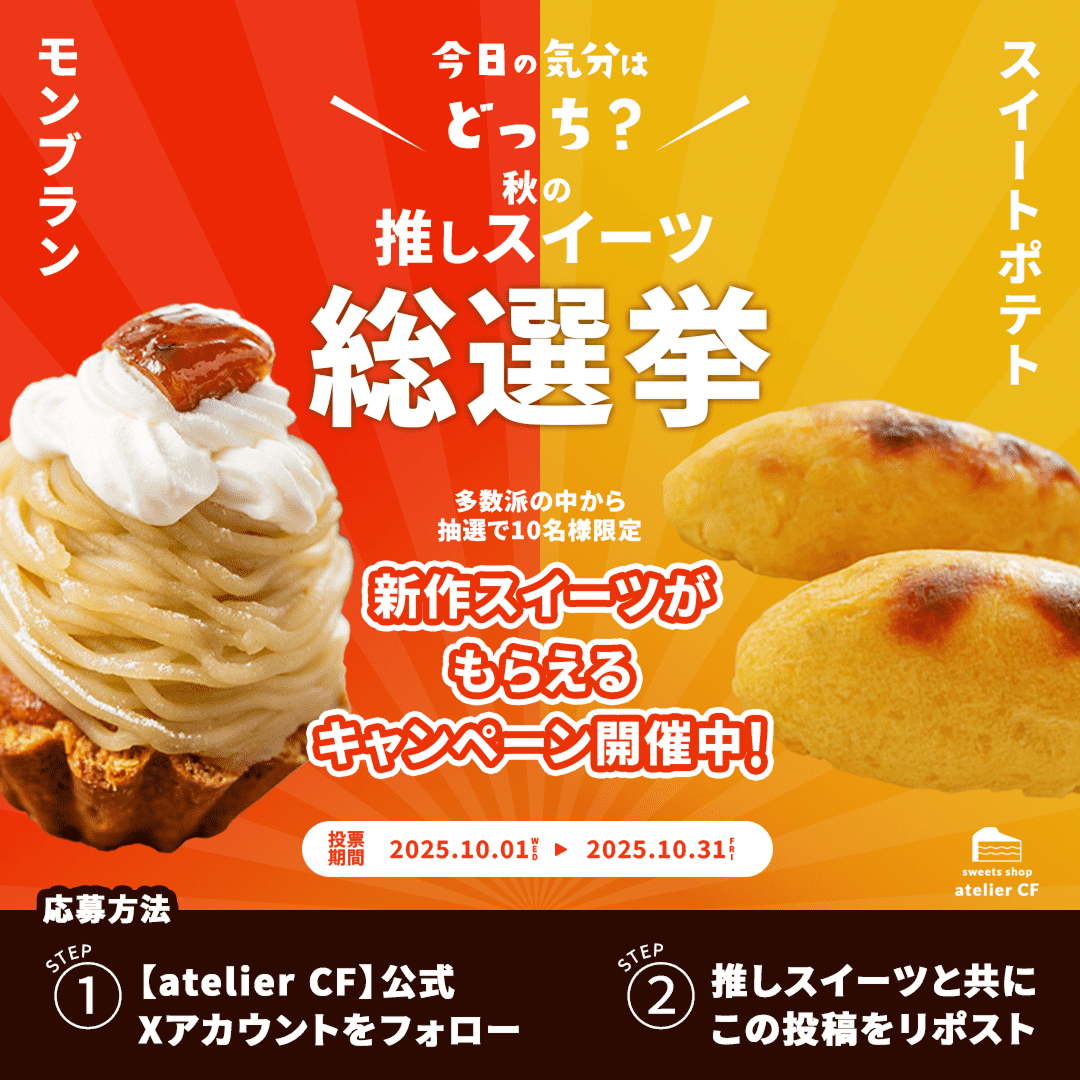 モンブラン
今日の気分は
どっち？
秋の
推しスイーツ
総選挙
スイートポテト
多数派の中から
抽選で10名様限定
新作スイーツが
もらえる
キャンペーン開催中！
投票
期間
2025.10.01 WED ▶ 2025.10.31 FRI
sweets shop
atelier CF
応募方法
STEP
1
【atelier CF】公式
Xアカウントをフォロー
STEP
2
推しスイーツと共に
この投稿をリポスト